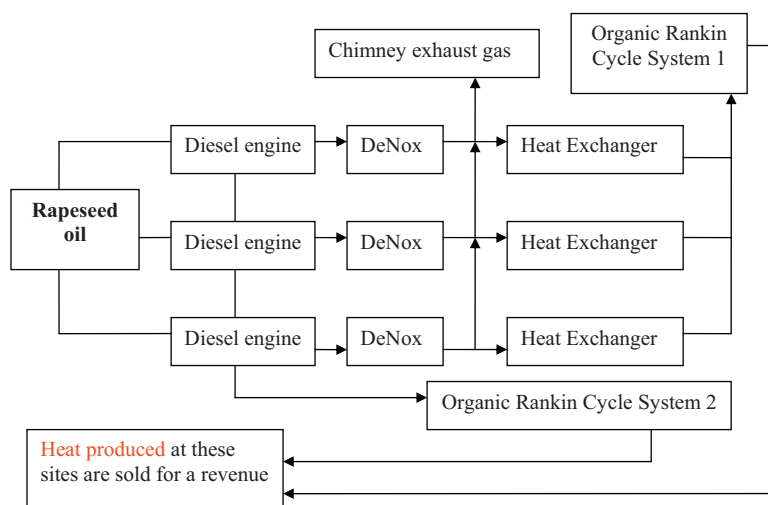 Organic Rankin
Cycle System 1
Chimney exhaust gas
Diesel engine
DeNox
Heat Exchanger
Rapeseed
oil
Diesel engine
DeNox
Heat Exchanger
Diesel engine
DeNox
Heat Exchanger
Organic Rankin Cycle System 2
Heat produced at these
sites are sold for a revenue